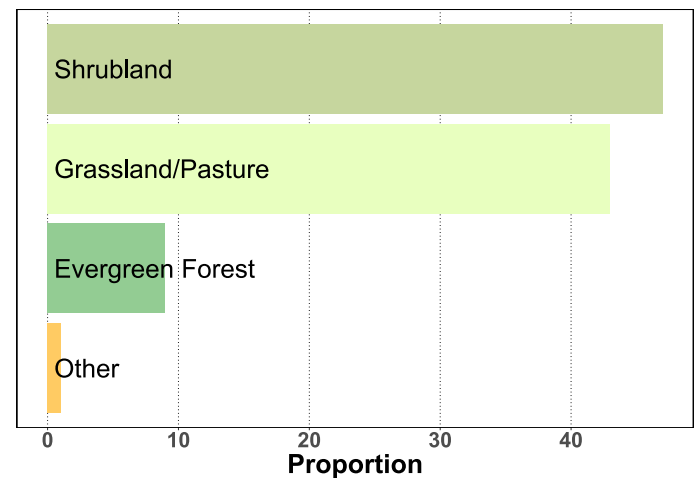 Shrubland
Grassland/Pasture
Evergreen Forest
Other
0 10 20 30 40
Proportion